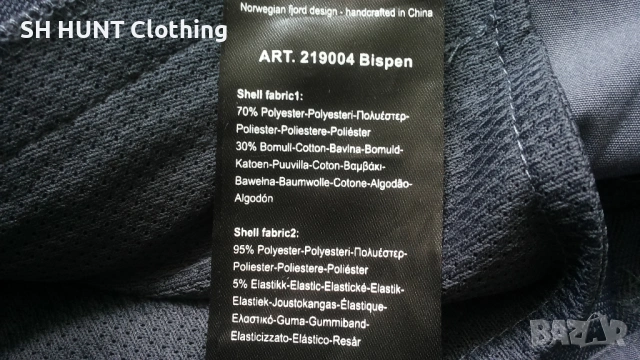 SH HUNT Clothing
Norwegian fjord design - handcrafted in China
ART. 219004 Bispen
Shell fabric1:
70% Polyester-Polyesteri-Πολυέστερ-
Poliester-Poliestere-Poliéster
30% Bomull-Cotton-Bavlna-Bomuld-
Katoen-Puuvilla-Coton-Βαμβάκι-
Bawełna-Baumwolle-Cotone-Algodão-
Algodón
Shell fabric2:
95% Polyester-Polyesteri-Πολυέστερ-
Poliester-Poliestere-Poliéster
5% Elastikk-Elastic-Elastické-Elastik-
Elastiek-Joustokangas-Élastique-
Ελαστικό-Guma-Gummiband-
Elasticizzato-Elástico-Resår
BAZAR